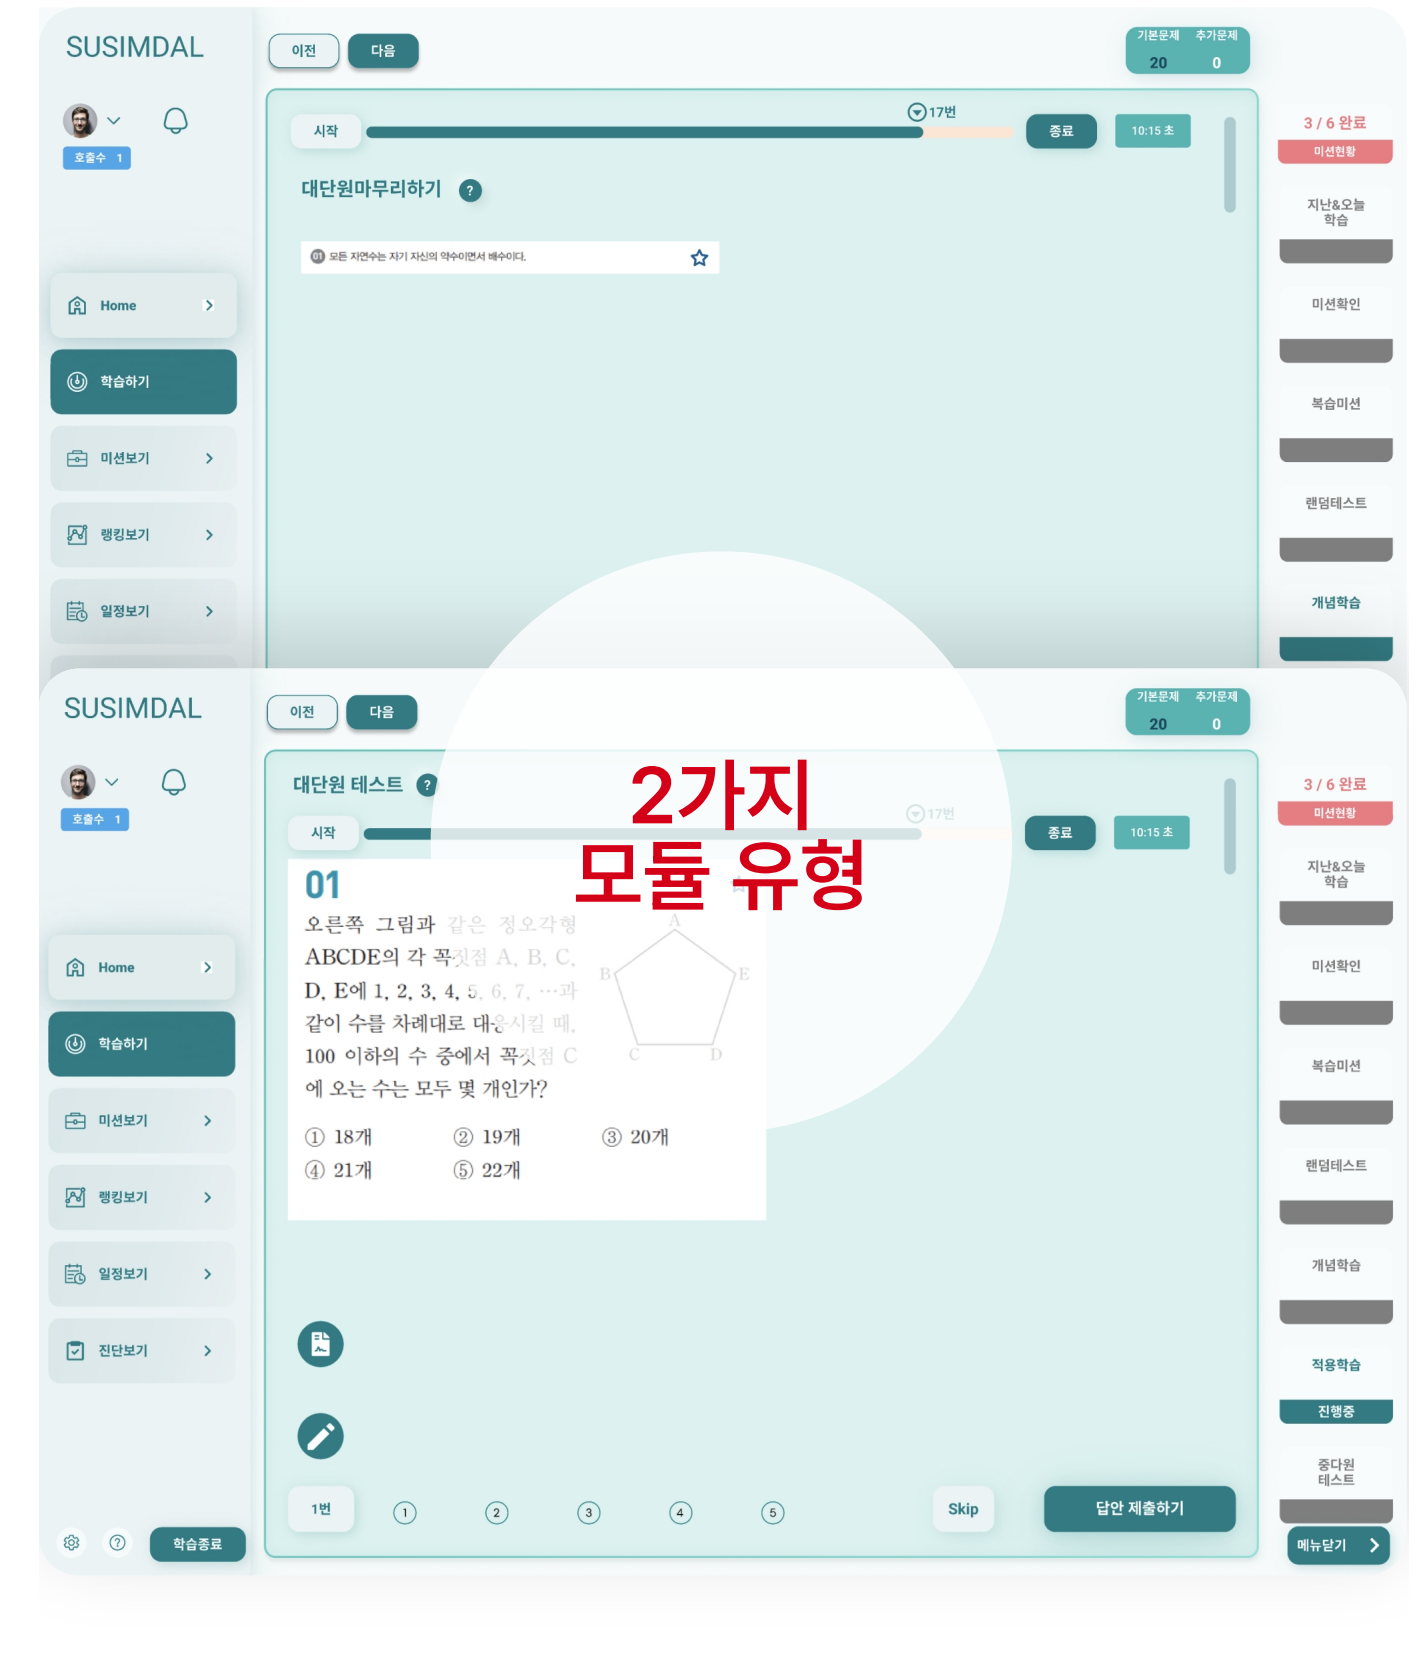 SUSIMDAL
이전
다음
기본문제 추가문제
20 0
호출수 1
시작
17번
종료
10:15 초
3 / 6 완료
미션현황
대단원마무리하기 ?
지난&오늘
학습
01 모든 자연수는 자기 자신의 약수이면서 배수이다.
Home
미션확인
학습하기
복습미션
미션보기
랭킹보기
랜덤테스트
일정보기
개념학습
SUSIMDAL
이전
다음
기본문제 추가문제
20 0
2가지
모듈 유형
호출수 1
대단원 테스트 ?
시작
17번
종료
10:15 초
3 / 6 완료
미션현황
01
오른쪽 그림과 같은 정오각형
ABCDE의 각 꼭짓점 A, B, C,
D, E에 1, 2, 3, 4, 5, 6, 7, …과
같이 수를 차례대로 대응시킬 때,
100 이하의 수 중에서 꼭짓점 C
에 오는 수는 모두 몇 개인가?
A
B
E
C
D
① 18개 ② 19개 ③ 20개
④ 21개 ⑤ 22개
지난&오늘
학습
Home
미션확인
학습하기
복습미션
미션보기
랭킹보기
랜덤테스트
일정보기
개념학습
진단보기
적용학습
진행중
중다원
테스트
1번
1
2
3
4
5
Skip
답안 제출하기
?
학습종료
메뉴닫기